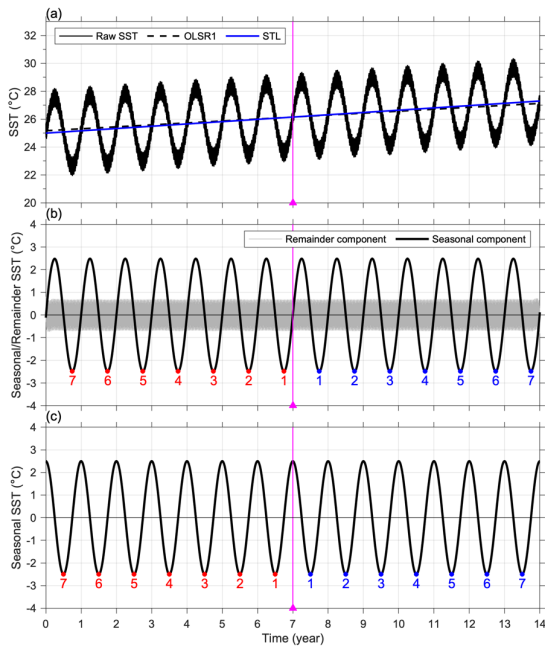 (a)
Raw SST OLSR1 STL
32
30
28
26
24
22
20
SST (°C)
(b)
Remainder component Seasonal component
4
3
2
1
0
-1
-2
-3
-4
Seasonal/Remainder SST (°C)
7 6 5 4 3 2 1 1 2 3 4 5 6 7
(c)
4
3
2
1
0
-1
-2
-3
-4
Seasonal SST (°C)
7 6 5 4 3 2 1 1 2 3 4 5 6 7
0 1 2 3 4 5 6 7 8 9 10 11 12 13 14
Time (year)